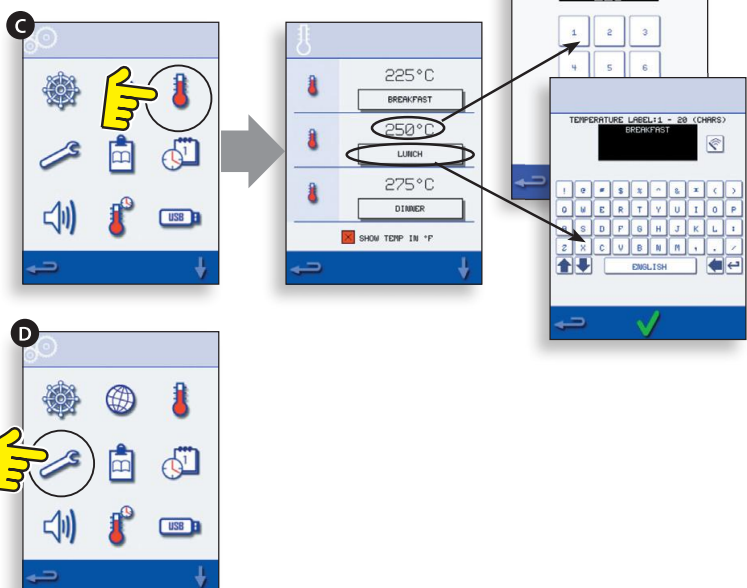 C
1
USB
225°C
BREAKFAST
250°C
LUNCH
275°C
DINNER
SHOW TEMP IN °F
1 2 3
4 5 6
TEMPERATURE LABEL:1 - 20 (CHARS)
BREAKFAST
! @ # $ % ^ & * ( )
Q W E R T Y U I O P
A S D F G H J K L :
Z X C V B N M , . /
ENGLISH
D
1
USB